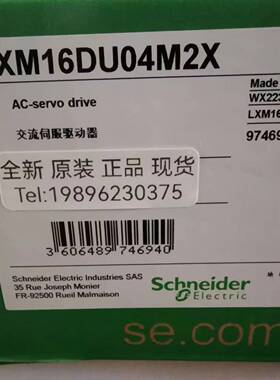 XM16DU04M2X
Made
AC-servo drive
WX223
LXM16
交流伺服驱动器
97469
全新 原装 正品 现货
Tel:19896230375
3 606489 746940
Schneider Electric Industries SAS
35 Rue Joseph Monier
FR-92500 Rueil Malmaison
Schneider
Electric
se.com